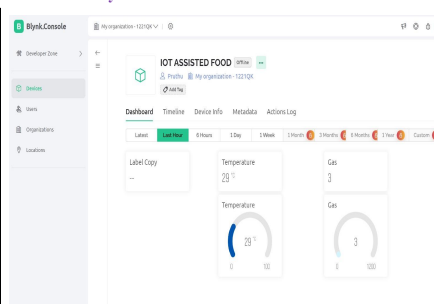 B Blynk.Console
My organization - 1221QK
Developer Zone
Devices
Users
Organizations
Locations
IOT ASSISTED FOOD Offline
Prathu My organization - 1221QK
Add Tag
Dashboard Timeline Device Info Metadata Actions Log
Latest Last Hour 6 Hours 1 Day 1 Week 1 Month 3 Months 6 Months 1 Year Custom
Label Copy
--
Temperature
29 °C
Gas
3
Temperature
29 °C
0 100
Gas
3
0 1000